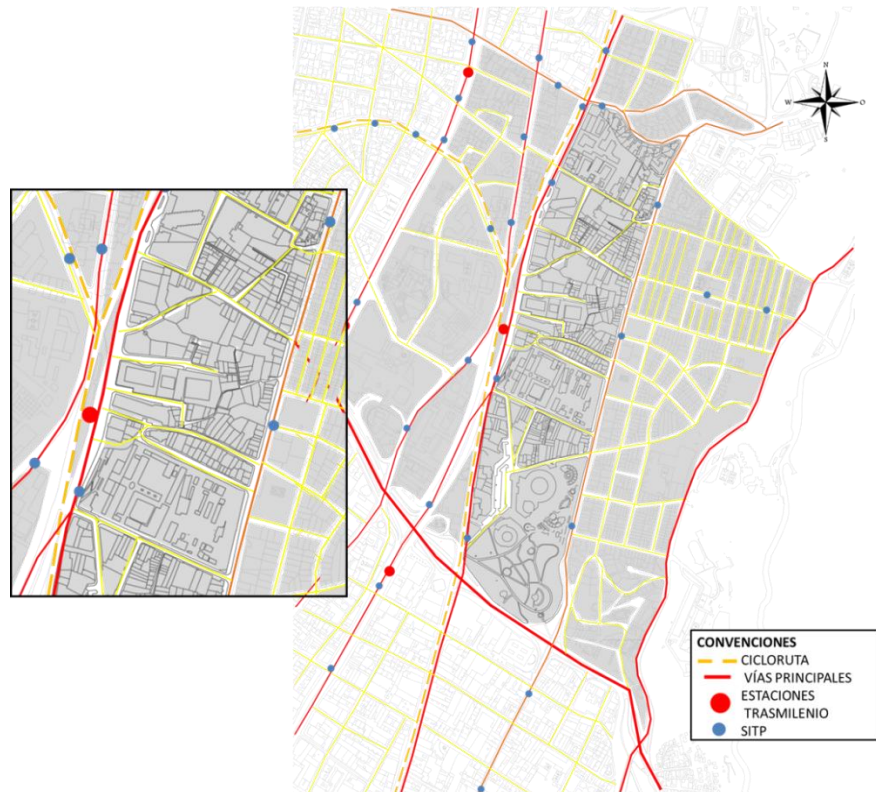 N
W
O
S
CONVENCIONES
CICLORUTA
VÍAS PRINCIPALES
ESTACIONES
TRASMILENIO
SITP